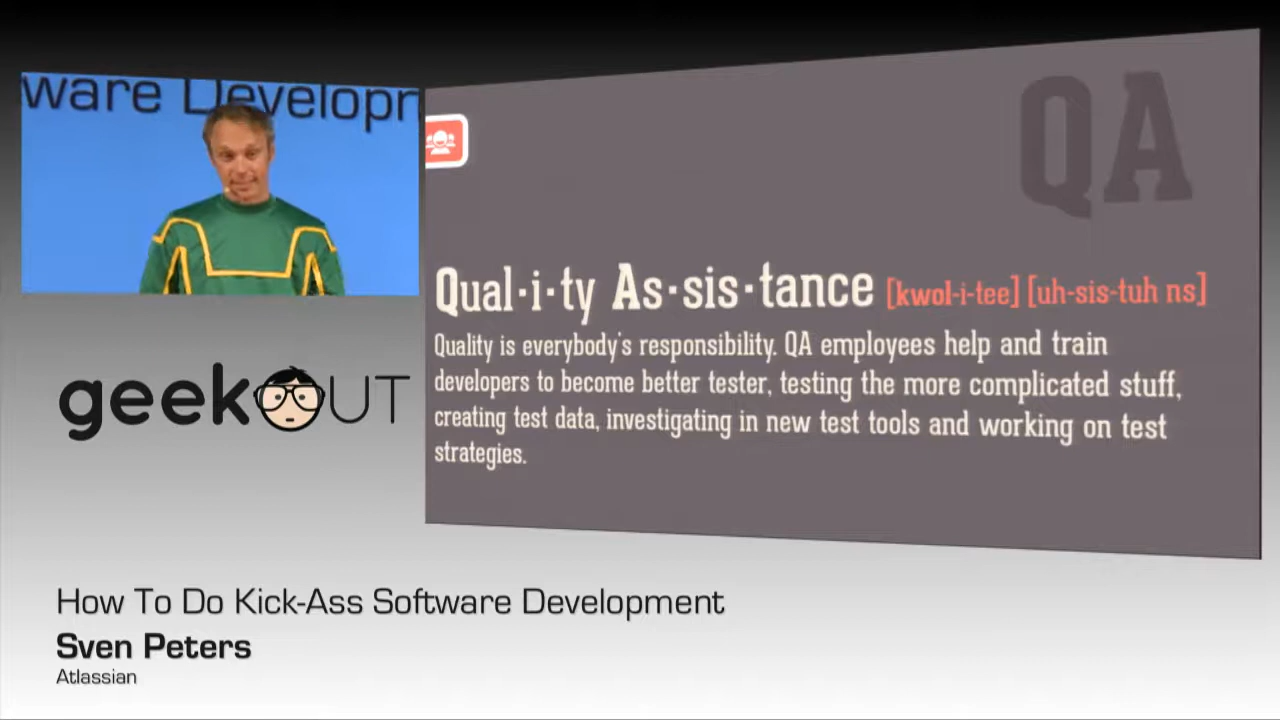 ware Developm
QA
Qual·i·ty As·sis·tance [kwol-i-tee] [uh-sis-tuh ns]
Quality is everybody's responsibility. QA employees help and train
developers to become better tester, testing the more complicated stuff,
creating test data, investigating in new test tools and working on test
strategies.
geekOUT
How To Do Kick-Ass Software Development
Sven Peters
Atlassian